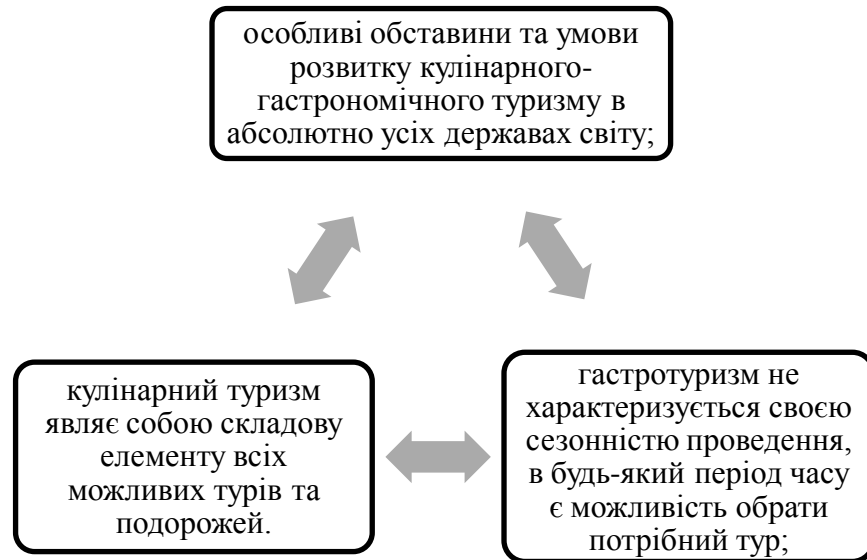 особливі обставини та умови
розвитку кулінарного-
гастрономічного туризму в
абсолютно усіх державах світу;
гастротуризм не
характеризується своєю
сезонністю проведення,
в будь-який період часу
є можливість обрати
потрібний тур;
кулінарний туризм
являє собою складову
елементу всіх
можливих турів та
подорожей.